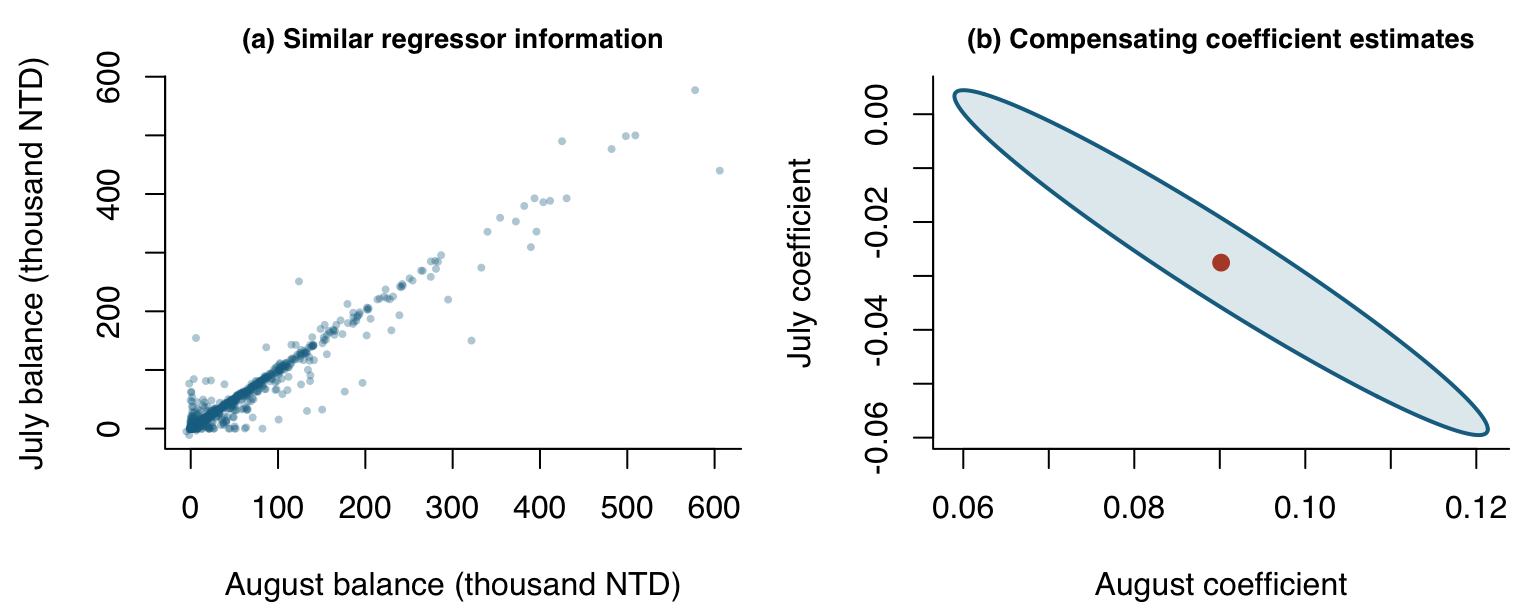 (a) Similar regressor information
July balance (thousand NTD)
600
400
200
0
0 100 200 300 400 500 600
August balance (thousand NTD)
(b) Compensating coefficient estimates
July coefficient
0.00
-0.02
-0.04
-0.06
0.06 0.08 0.10 0.12
August coefficient